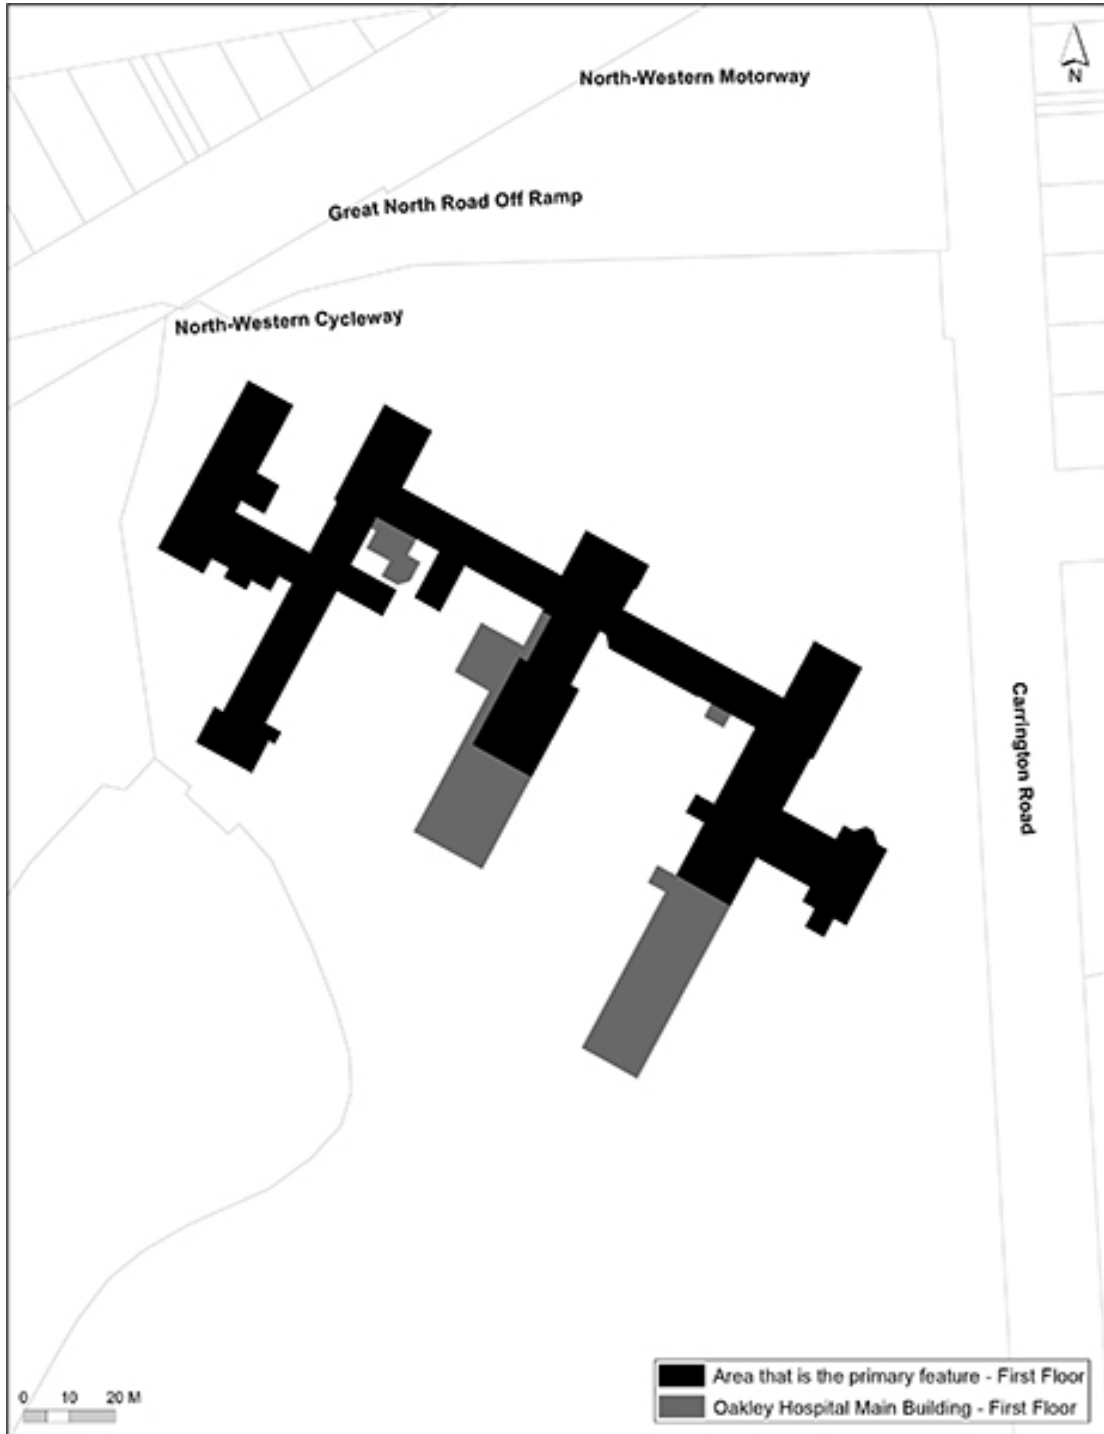 North-Western Motorway
N
Great North Road Off Ramp
North-Western Cycleway
Carrington Road
0 10 20 M
Area that is the primary feature - First Floor
Oakley Hospital Main Building - First Floor